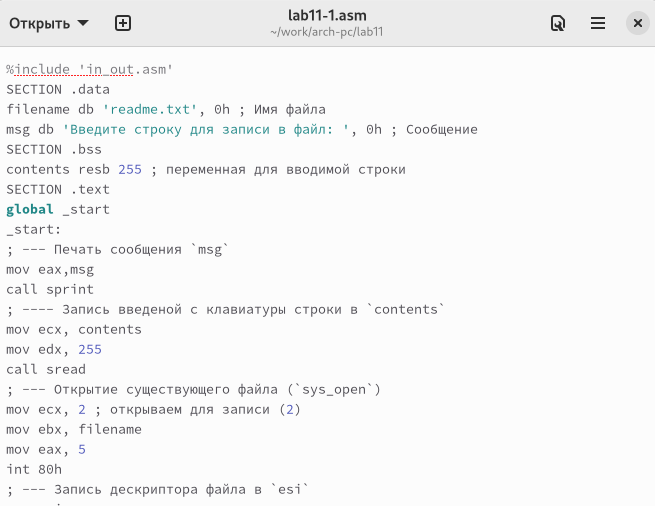 Открыть
lab11-1.asm
~/work/arch-pc/lab11
%include 'in_out.asm'
SECTION .data
filename db 'readme.txt', 0h ; Имя файла
msg db 'Введите строку для записи в файл: ', 0h ; Сообщение
SECTION .bss
contents resb 255 ; переменная для вводимой строки
SECTION .text
global _start
_start:
; --- Печать сообщения `msg`
mov eax,msg
call sprint
; ---- Запись введеной с клавиатуры строки в `contents`
mov ecx, contents
mov edx, 255
call sread
; --- Открытие существующего файла (`sys_open`)
mov ecx, 2 ; открываем для записи (2)
mov ebx, filename
mov eax, 5
int 80h
; --- Запись дескриптора файла в `esi`